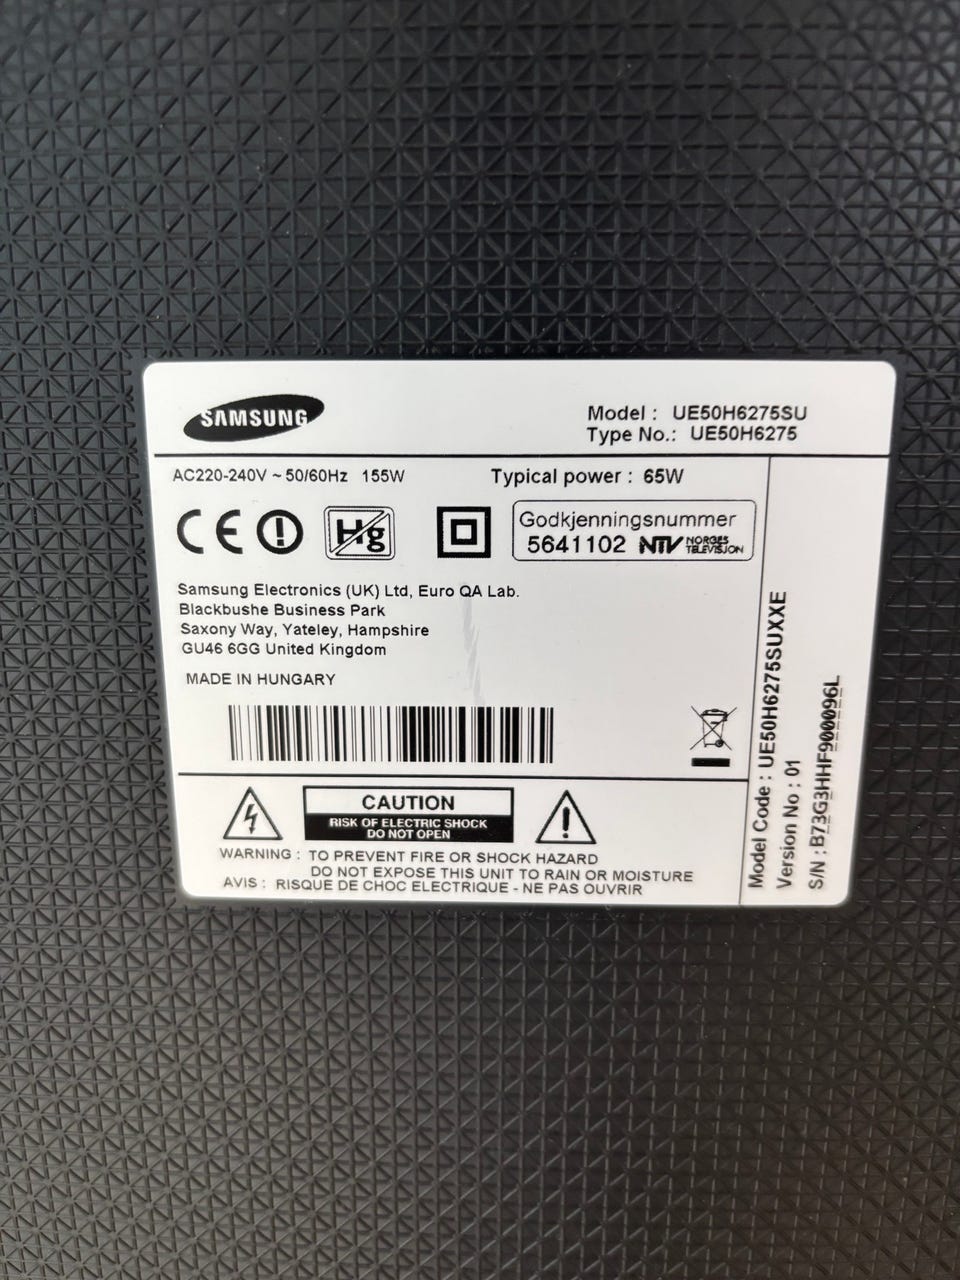 SAMSUNG
Model : UE50H6275SU
Type No.: UE50H6275
AC220-240V ~ 50/60Hz 155W
Typical power : 65W
CE
Hg
Godkjenningsnummer
5641102 NTV NORGES TELEVISJON
Samsung Electronics (UK) Ltd, Euro QA Lab.
Blackbushe Business Park
Saxony Way, Yateley, Hampshire
GU46 6GG United Kingdom
MADE IN HUNGARY
CAUTION
RISK OF ELECTRIC SHOCK
DO NOT OPEN
WARNING : TO PREVENT FIRE OR SHOCK HAZARD
DO NOT EXPOSE THIS UNIT TO RAIN OR MOISTURE
AVIS : RISQUE DE CHOC ELECTRIQUE - NE PAS OUVRIR
Model Code : UE50H6275SUXXE
Version No : 01
S/N : B73G3HHF900096L